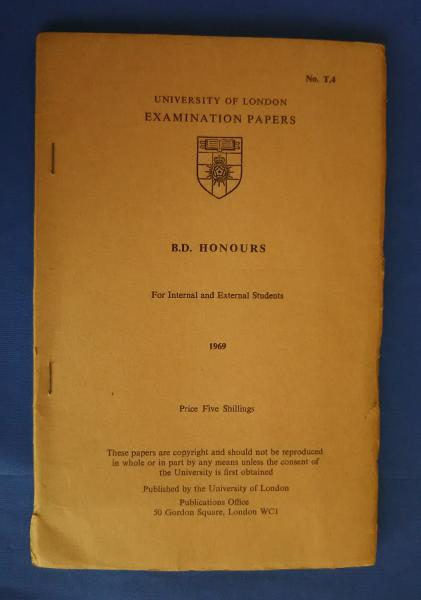 No. T.4
UNIVERSITY OF LONDON
EXAMINATION PAPERS
B.D. HONOURS
For Internal and External Students
1969
Price Five Shillings
These papers are copyright and should not be reproduced
in whole or in part by any means unless the consent of
the University is first obtained
Published by the University of London
Publications Office
50 Gordon Square, London WC1